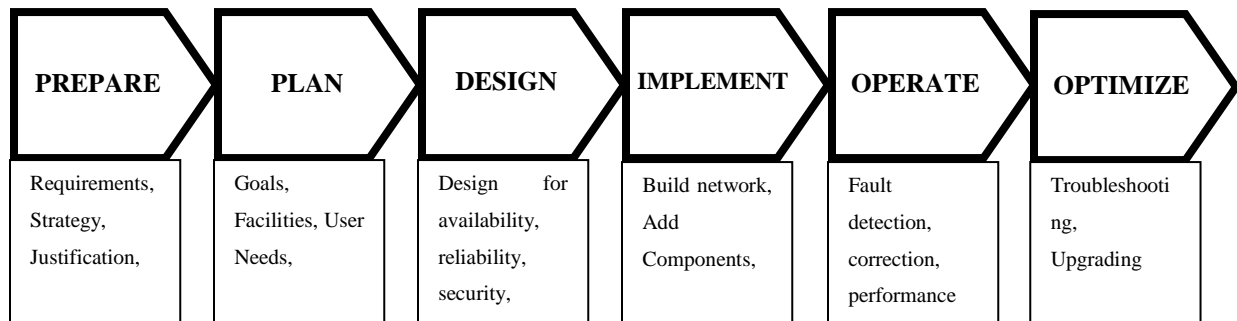 PREPARE
PLAN
DESIGN
IMPLEMENT
OPERATE
OPTIMIZE
Requirements,
Strategy,
Justification,
Goals,
Facilities, User
Needs,
Design for
availability,
reliability,
security,
Build network,
Add
Components,
Fault
detection,
correction,
performance
Troubleshooti
ng,
Upgrading